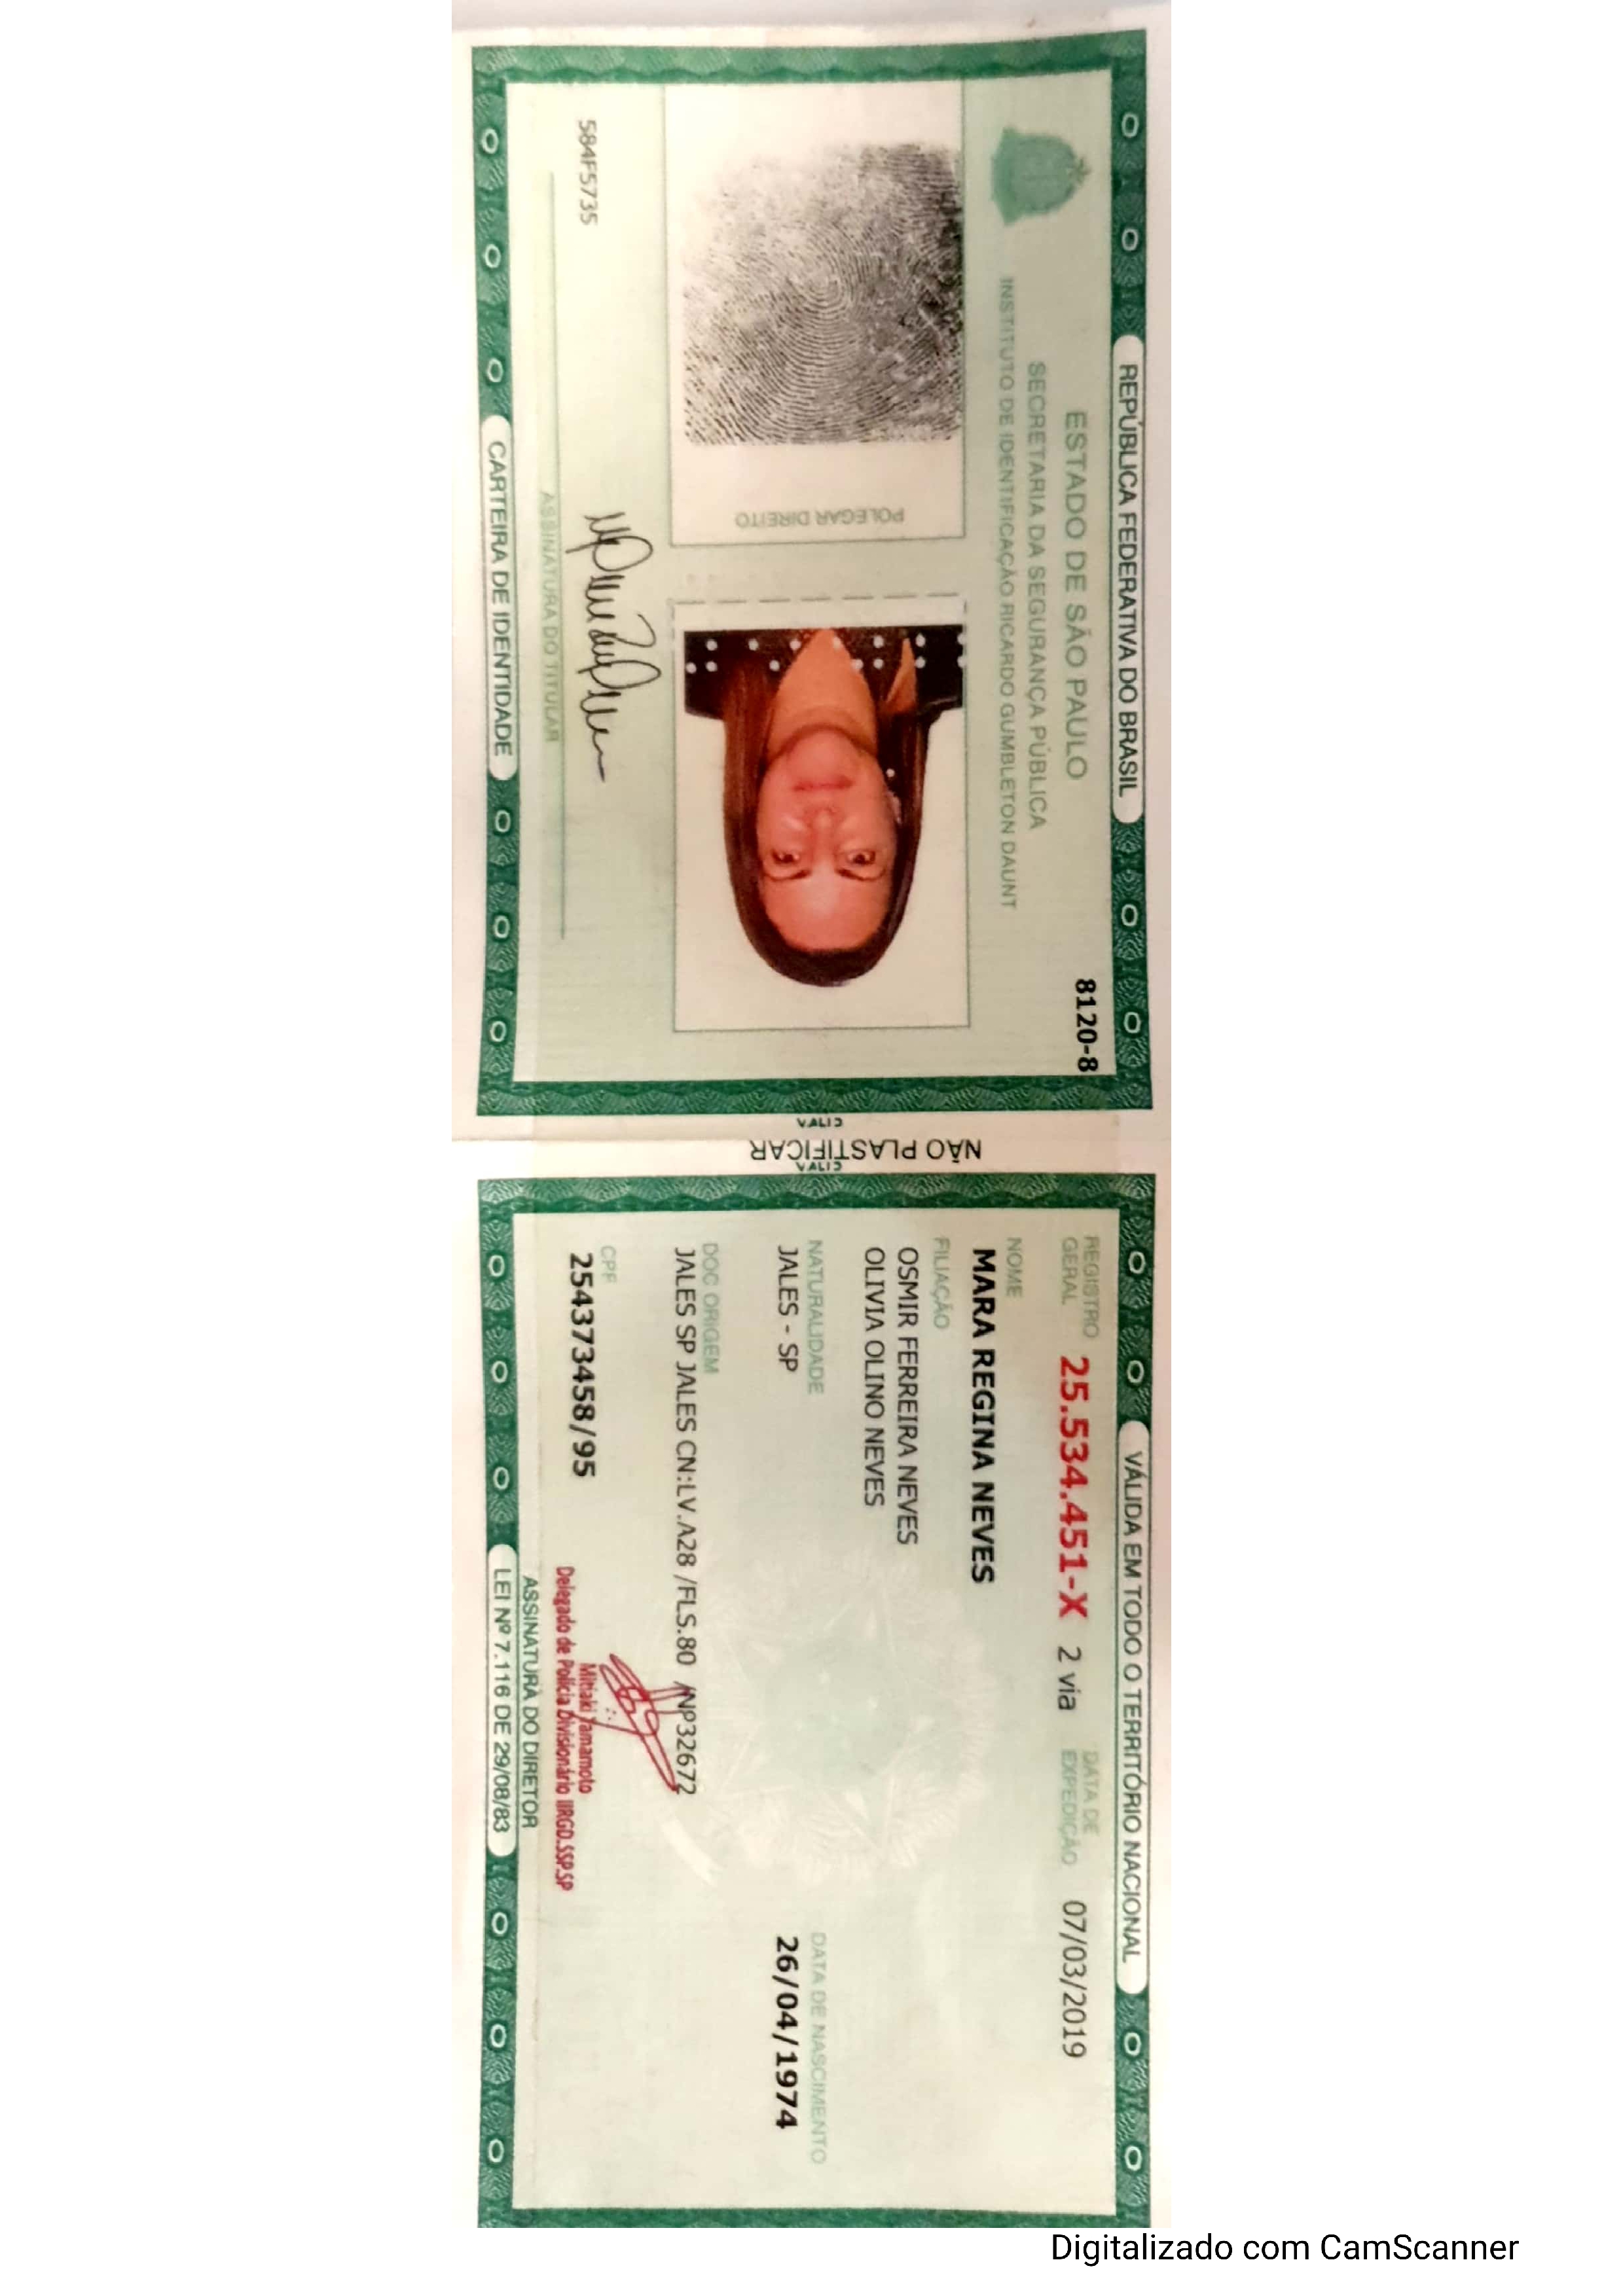 REPÚBLICA FEDERATIVA DO BRASIL
ESTADO DE SÃO PAULO
8120-8
SECRETARIA DA SEGURANÇA PÚBLICA
INSTITUTO DE IDENTIFICAÇÃO RICARDO GUMBLETON DAUNT
POLEGAR DIREITO
584F5735
ASSINATURA DO TITULAR
CARTEIRA DE IDENTIDADE
NÃO PLASTIFICAR
VÁLIDA EM TODO O TERRITÓRIO NACIONAL
REGISTRO GERAL 25.534.451-X 2 via DATA DE EXPEDIÇÃO 07/03/2019
NOME
MARA REGINA NEVES
FILIAÇÃO
OSMIR FERREIRA NEVES
OLIVIA OLINO NEVES
NATURALIDADE DATA DE NASCIMENTO
JALES - SP 26/04/1974
DOC ORIGEM
JALES SP JALES CN:LV.A28 /FLS.80 /Nº32672
CPF
254373458/95
Mitiaki Yamamoto
Delegado de Polícia Divisionário IIRGD.SSP.SP
ASSINATURA DO DIRETOR
LEI Nº 7.116 DE 29/08/83
Digitalizado com CamScanner